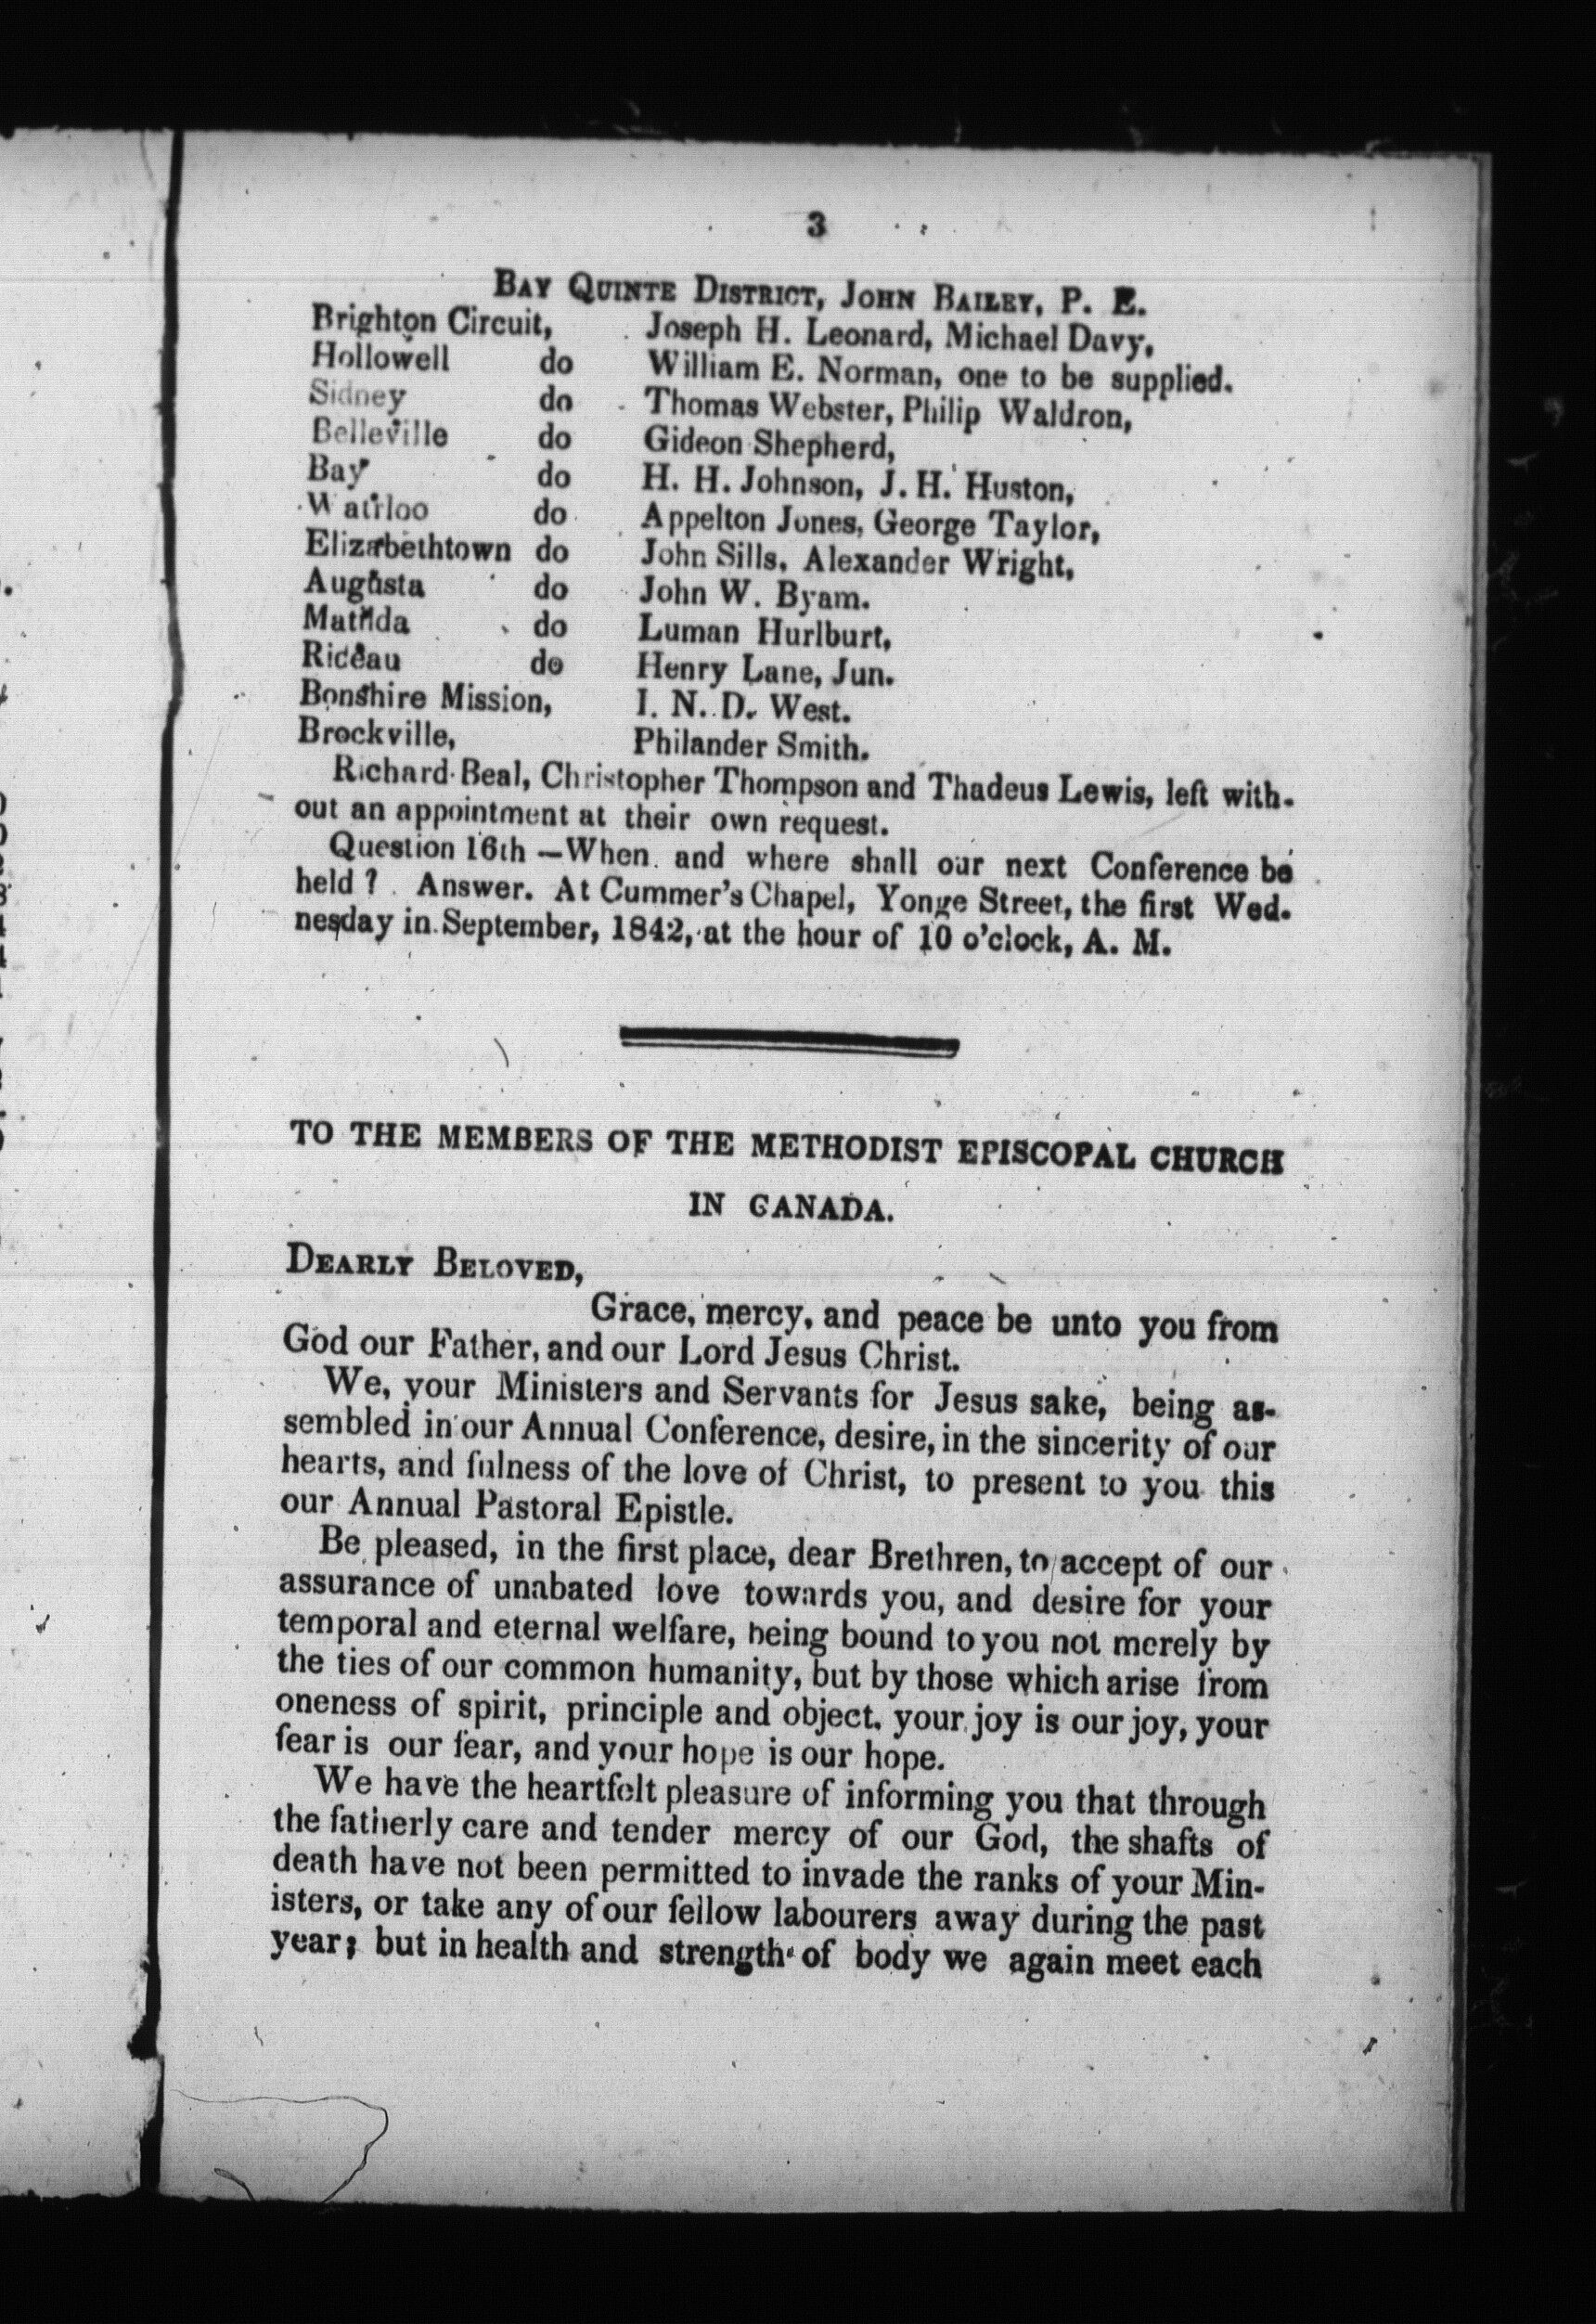 3
BAY QUINTE DISTRICT, JOHN BAILEY, P. E.
Brighton Circuit, Joseph H. Leonard, Michael Davy,
Hollowell do William E. Norman, one to be supplied.
Sidney do Thomas Webster, Philip Waldron,
Belleville do Gideon Shepherd,
Bay do H. H. Johnson, J. H. Huston,
Watrloo do Appelton Jones, George Taylor,
Elizabethtown do John Sills, Alexander Wright,
Augusta do John W. Byam.
Matilda do Luman Hurlburt,
Rideau do Henry Lane, Jun.
Bonshire Mission, I. N. D. West.
Brockville, Philander Smith.
Richard Beal, Christopher Thompson and Thadeus Lewis, left with-
out an appointment at their own request.
Question 16th —When and where shall our next Conference be
held ? Answer. At Cummer's Chapel, Yonge Street, the first Wed-
nesday in September, 1842, at the hour of 10 o'clock, A. M.
TO THE MEMBERS OF THE METHODIST EPISCOPAL CHURCH
IN CANADA.
DEARLY BELOVED,
Grace, mercy, and peace be unto you from
God our Father, and our Lord Jesus Christ.
We, your Ministers and Servants for Jesus sake, being as-
sembled in our Annual Conference, desire, in the sincerity of our
hearts, and fulness of the love of Christ, to present to you this
our Annual Pastoral Epistle.
Be pleased, in the first place, dear Brethren, to accept of our
assurance of unabated love towards you, and desire for your
temporal and eternal welfare, being bound to you not merely by
the ties of our common humanity, but by those which arise from
oneness of spirit, principle and object, your joy is our joy, your
fear is our fear, and your hope is our hope.
We have the heartfelt pleasure of informing you that through
the fatherly care and tender mercy of our God, the shafts of
death have not been permitted to invade the ranks of your Min-
isters, or take any of our fellow labourers away during the past
year; but in health and strength of body we again meet each